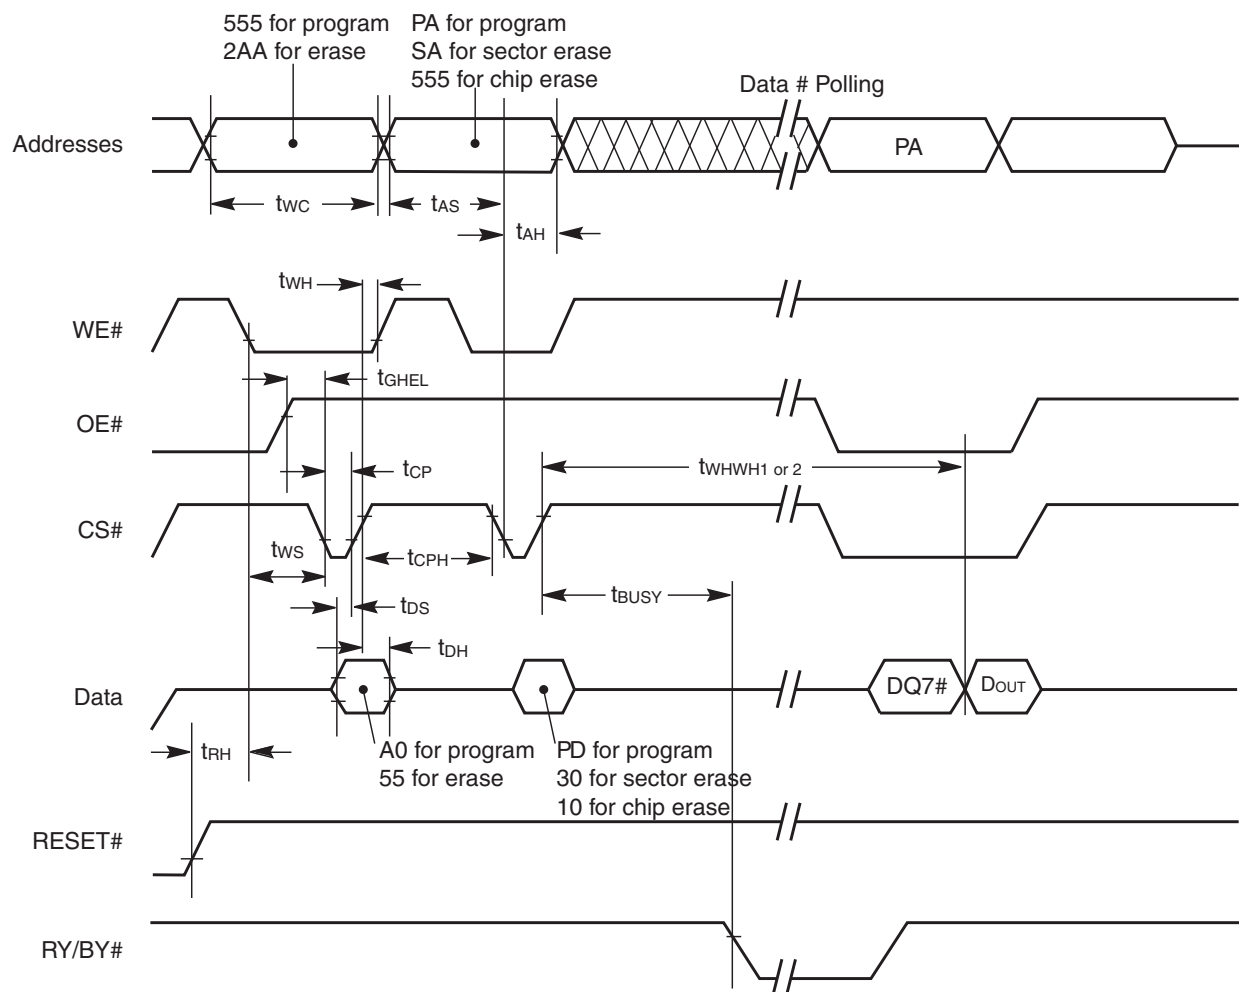 555 for program
2AA for erase
PA for program
SA for sector erase
555 for chip erase
Data # Polling
Addresses
PA
tWC
tAS
tAH
tWH
WE#
tGHEL
OE#
tCP
tWHWH1 or 2
CS#
tWS
tCPH
tBUSY
tDS
tDH
Data
DQ7#
DOUT
tRH
A0 for program
55 for erase
PD for program
30 for sector erase
10 for chip erase
RESET#
RY/BY#